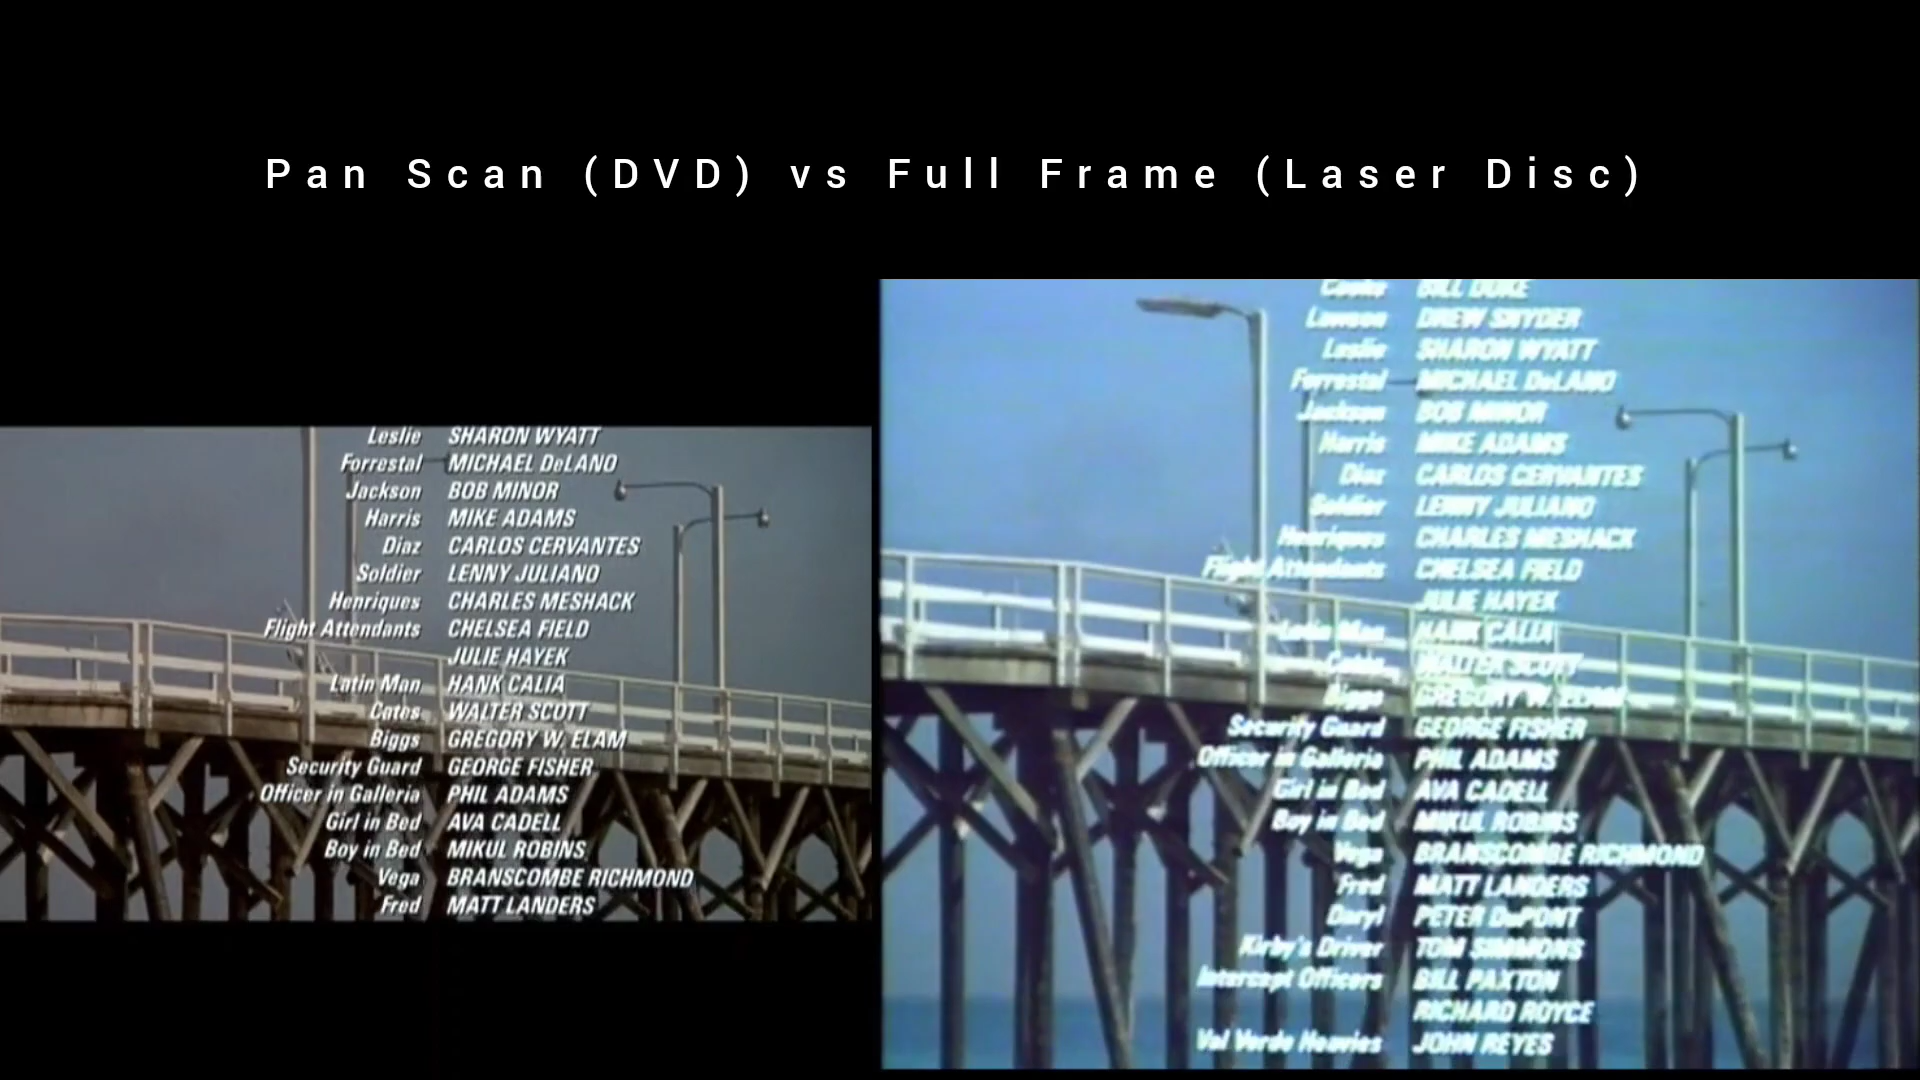 Pan Scan (DVD) vs Full Frame (Laser Disc)
Leslie SHARON WYATT
Forrestal MICHAEL DeLANO
Jackson BOB MINOR
Harris MIKE ADAMS
Diaz CARLOS CERVANTES
Soldier LENNY JULIANO
Henriques CHARLES MESHACK
Flight Attendants CHELSEA FIELD
JULIE HAYEK
Latin Man HANK CALIA
Cates WALTER SCOTT
Biggs GREGORY W. ELAM
Security Guard GEORGE FISHER
Officer in Galleria PHIL ADAMS
Girl in Bed AVA CADELL
Boy in Bed MIKUL ROBINS
Vega BRANSCOMBE RICHMOND
Fred MATT LANDERS
Cooke BILL DUKE
Lawson DREW SNYDER
Leslie SHARON WYATT
Forrestal MICHAEL DeLANO
Jackson BOB MINOR
Harris MIKE ADAMS
Diaz CARLOS CERVANTES
Soldier LENNY JULIANO
Henriques CHARLES MESHACK
Flight Attendants CHELSEA FIELD
JULIE HAYEK
Latin Man HANK CALIA
Cates WALTER SCOTT
Biggs GREGORY W. ELAM
Security Guard GEORGE FISHER
Officer in Galleria PHIL ADAMS
Girl in Bed AVA CADELL
Boy in Bed MIKUL ROBINS
Vega BRANSCOMBE RICHMOND
Fred MATT LANDERS
Daryl PETER DuPONT
Kirby's Driver TOM SIMMONS
Intercept Officers BILL PAXTON
RICHARD ROYCE
Val Verde Heavies JOHN REYES